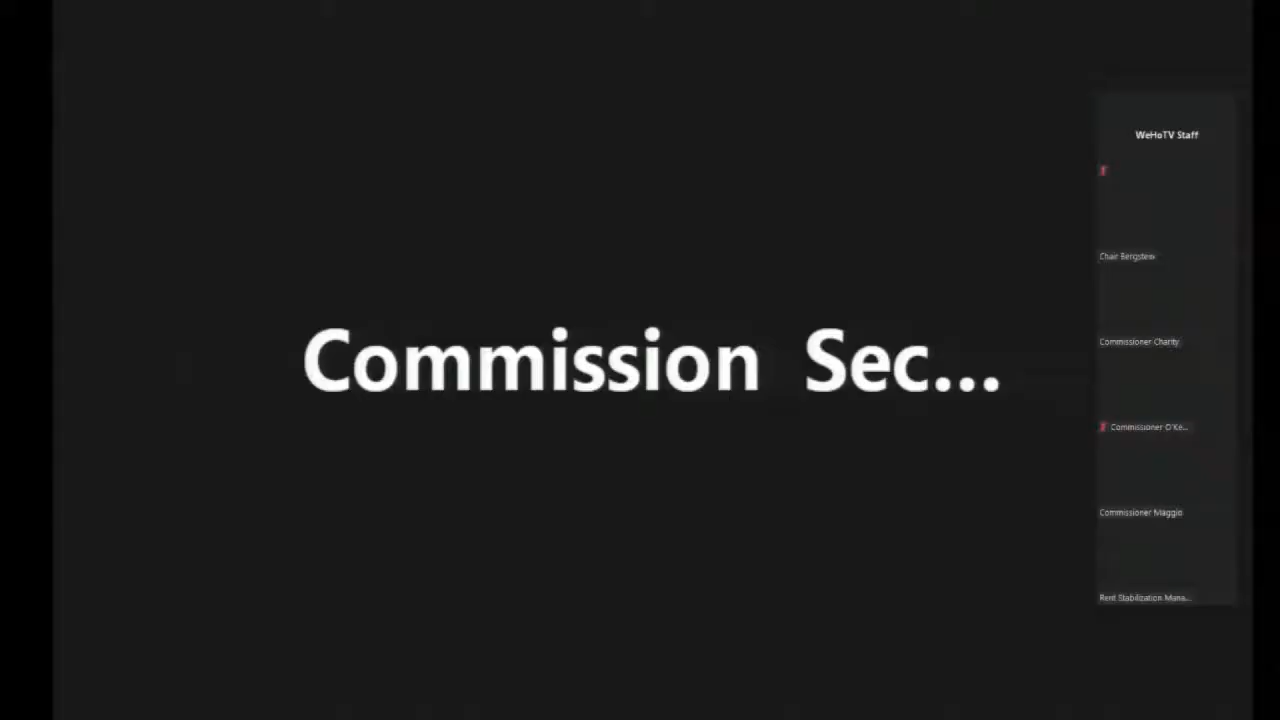 Commission Sec...
WeHoTV Staff
Chair Bergstein
Commissioner Charity
Commissioner O'Ke...
Commissioner Maggio
Rent Stabilization Mana...